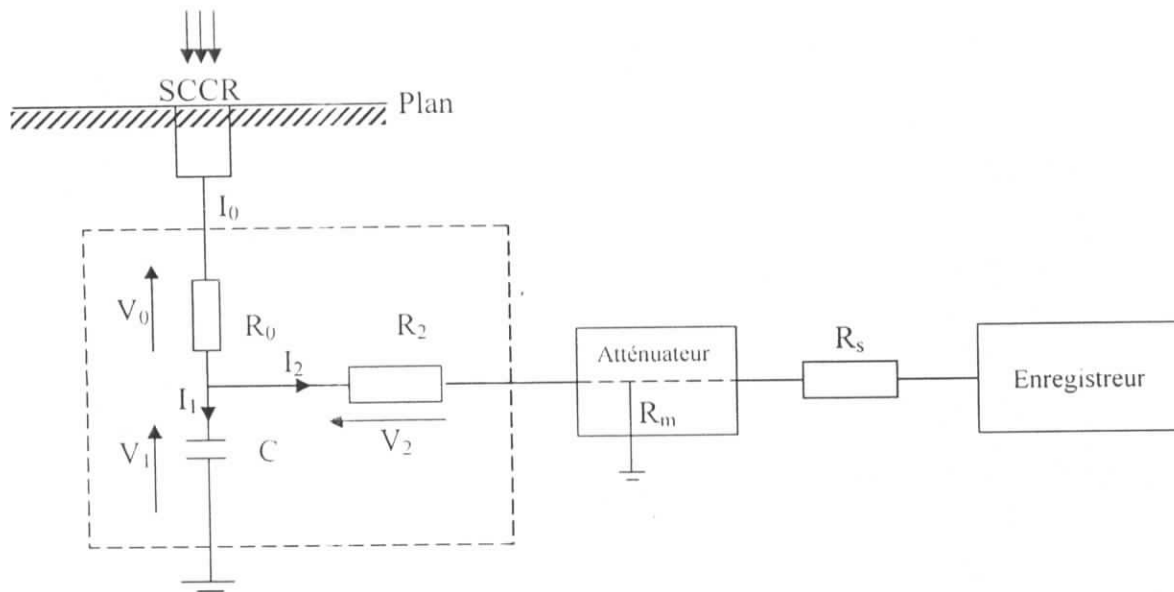 SCCR
Plan
I₀
V₀
R₀
R₂
I₂
I₁
V₂
V₁
C
Atténuateur
Rₘ
Rₛ
Enregistreur